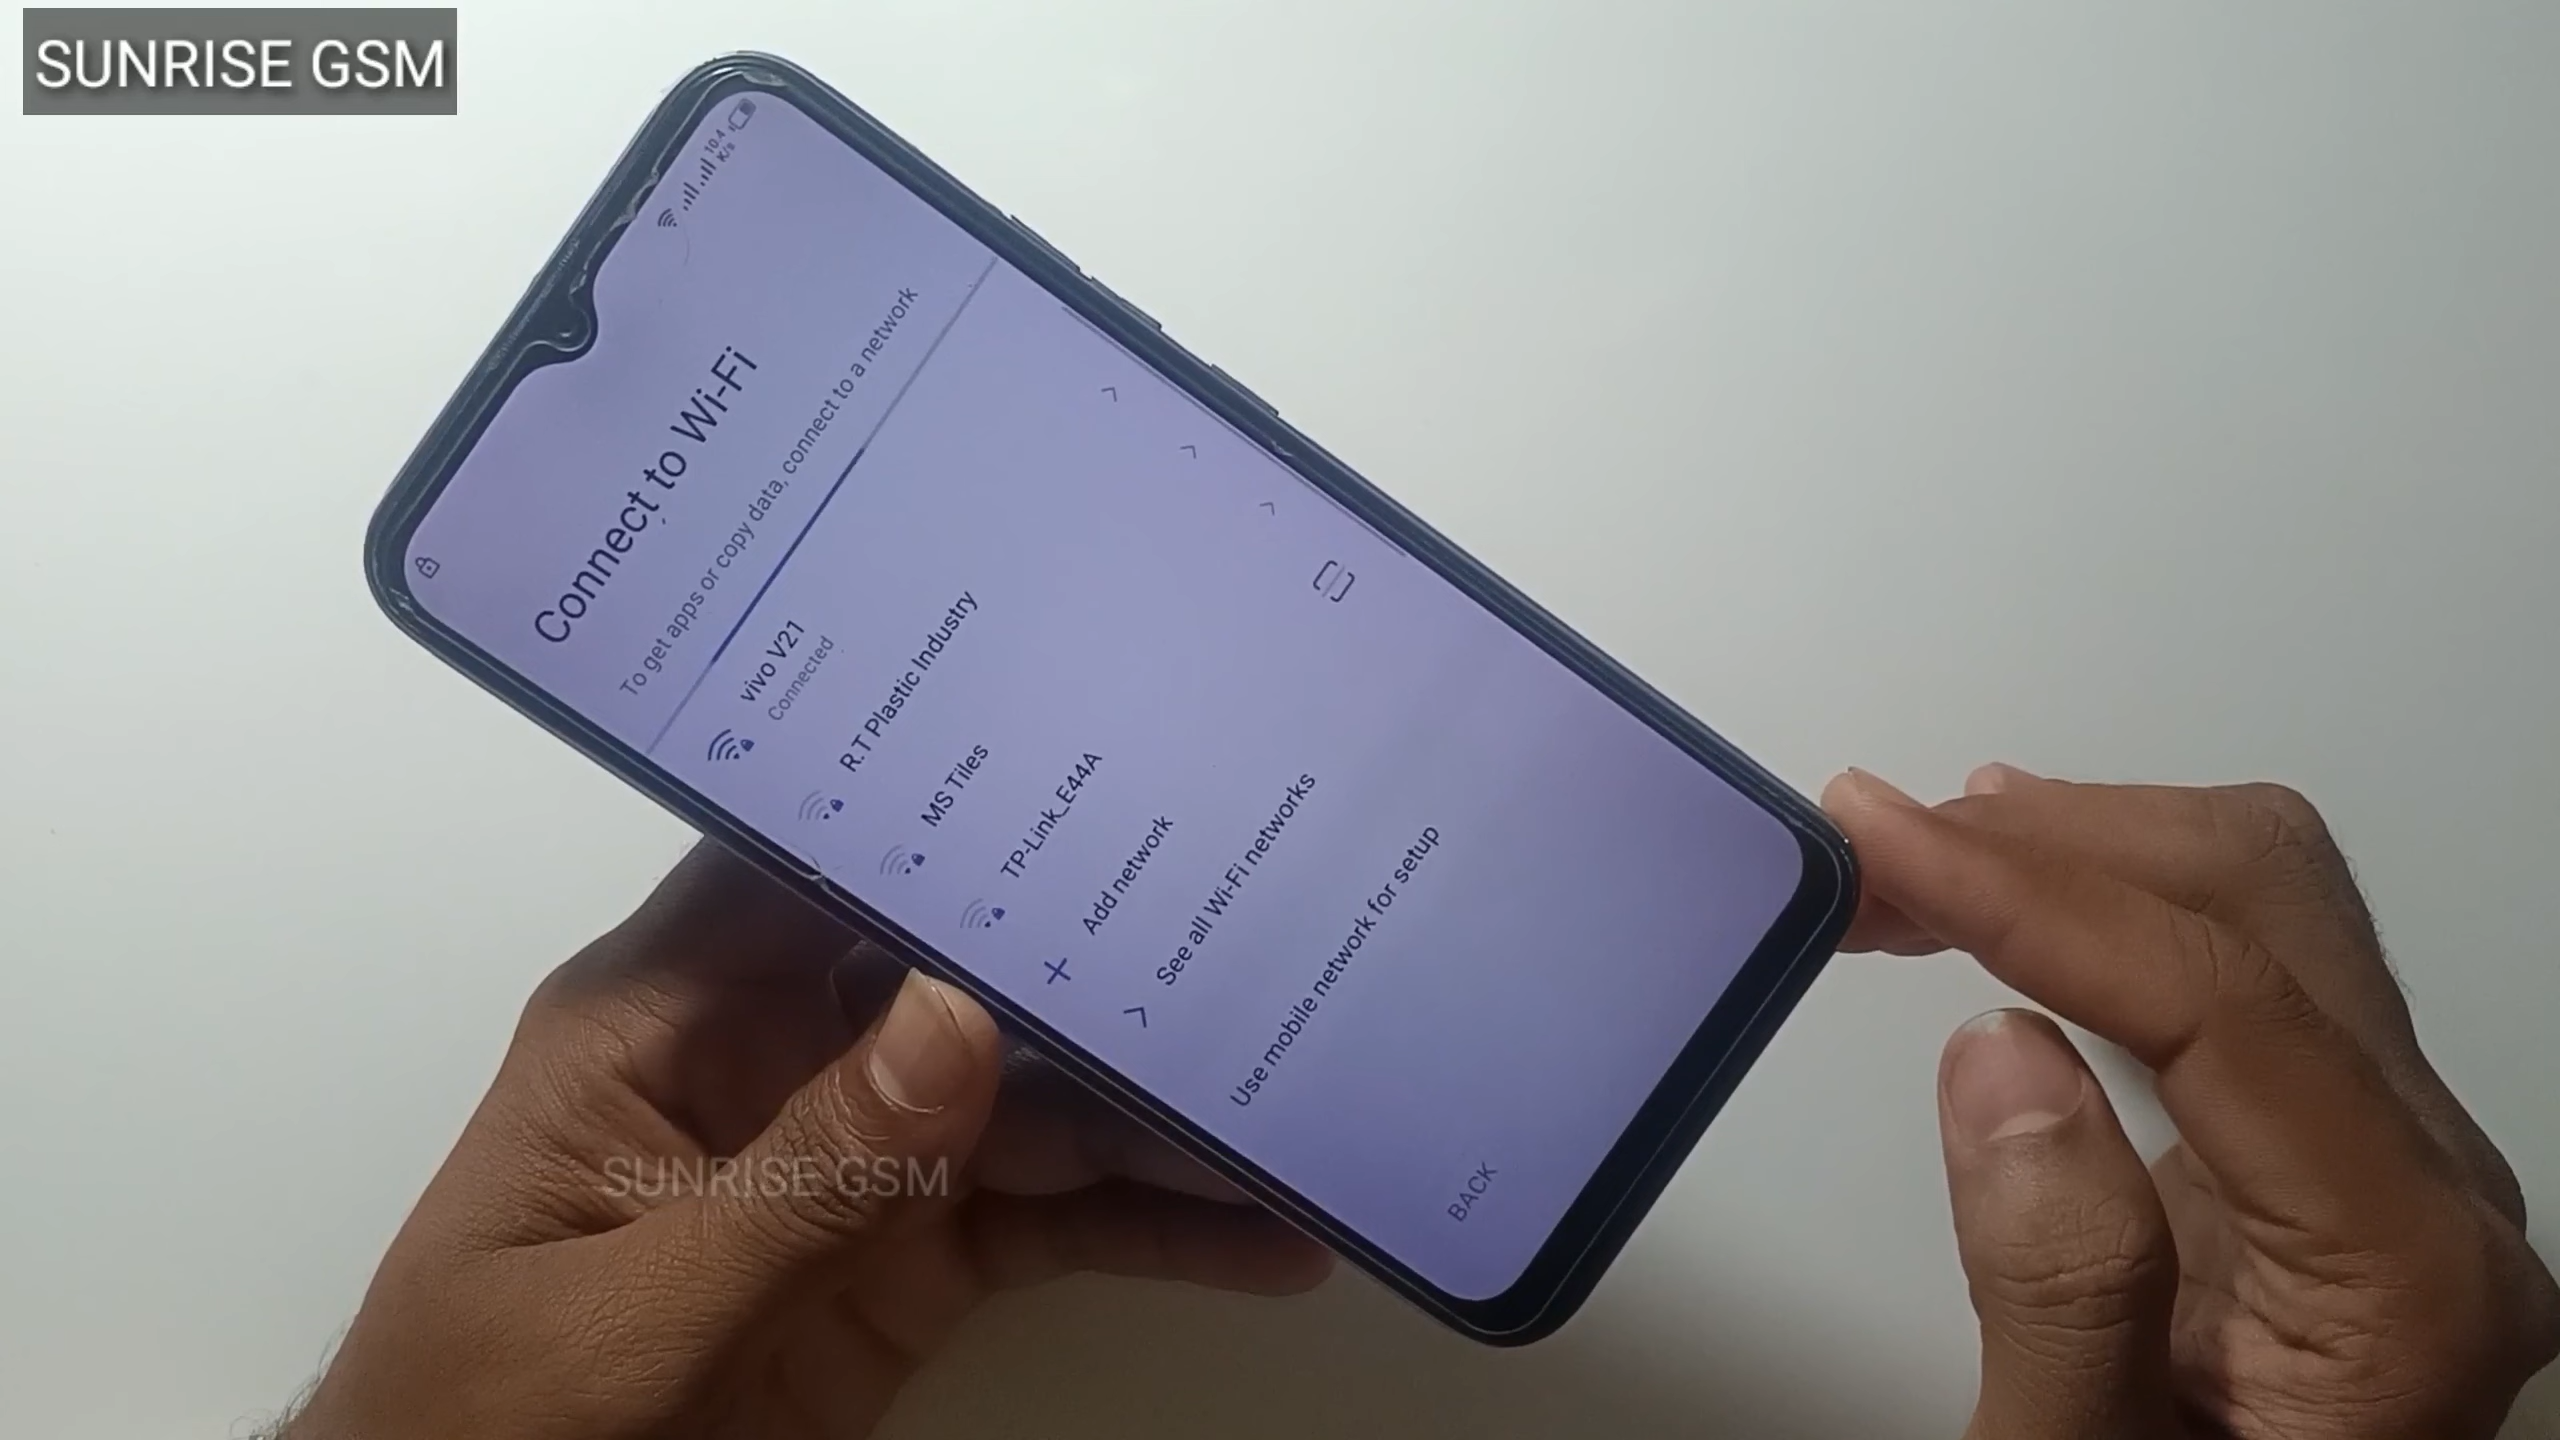 SUNRISE GSM
10.4
K/s
Connect to Wi-Fi
To get apps or copy data, connect to a network
vivo V21
Connected
R.T Plastic Industry
MS Tiles
TP-Link_E44A
Add network
See all Wi-Fi networks
Use mobile network for setup
BACK
SUNRISE GSM